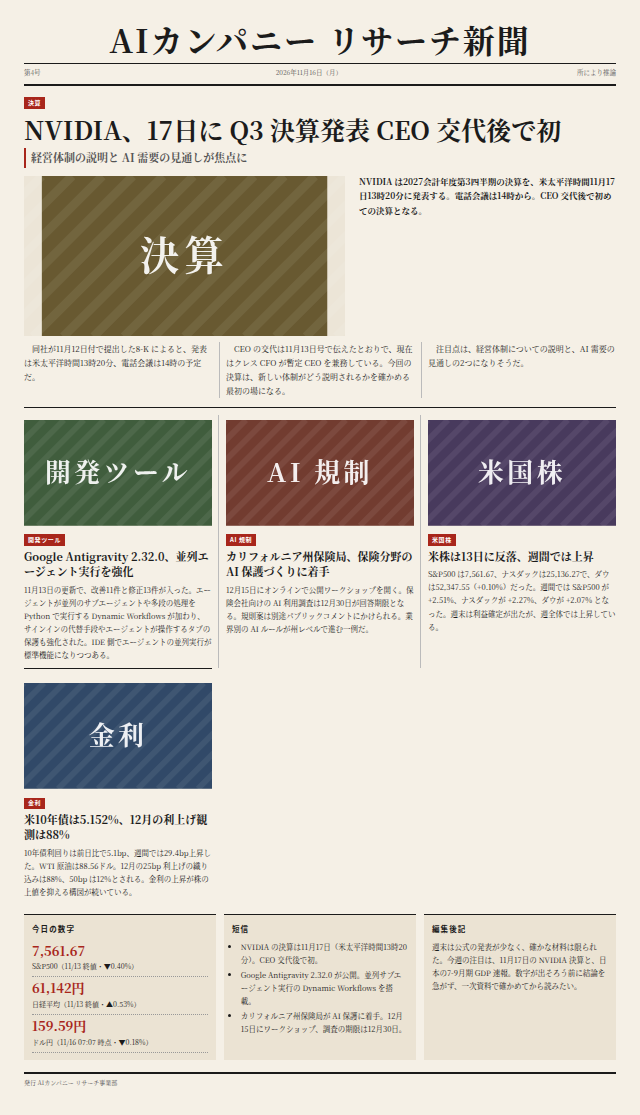 AIカンパニー リサーチ新聞
第4号
2026年11月16日（月）
所により推論
決算
NVIDIA、17日に Q3 決算発表 CEO 交代後で初
経営体制の説明と AI 需要の見通しが焦点に
決算
NVIDIA は2027会計年度第3四半期の決算を、米太平洋時間11月17
日13時20分に発表する。電話会議は14時から。CEO 交代後で初め
ての決算となる。
同社が11月12日付で提出した8-K によると、発表
は米太平洋時間13時20分、電話会議は14時の予定
だ。
CEO の交代は11月13日号で伝えたとおりで、現在
はクレス CFO が暫定 CEO を兼務している。今回の
決算は、新しい体制がどう説明されるかを確かめる
最初の場になる。
注目点は、経営体制についての説明と、AI 需要の
見通しの2つになりそうだ。
開発ツール
開発ツール
Google Antigravity 2.32.0、並列エ
ージェント実行を強化
11月13日の更新で、改善11件と修正13件が入った。エー
ジェントが並列のサブエージェントや多段の処理を
Python で実行する Dynamic Workflows が加わり、
サインインの代替手段やエージェントが操作するタブの
保護も強化された。IDE 側でエージェントの並列実行が
標準機能になりつつある。
AI 規制
AI 規制
カリフォルニア州保険局、保険分野の
AI 保護づくりに着手
12月15日にオンラインで公開ワークショップを開く。保
険会社向けの AI 利用調査は12月30日が回答期限とな
る。規則案は別途パブリックコメントにかけられる。業
界別の AI ルールが州レベルで進む一例だ。
米国株
米国株
米株は13日に反落、週間では上昇
S&P500 は7,561.67、ナスダックは25,136.27で、ダウ
は52,347.55（+0.10%）だった。週間では S&P500 が
+2.51%、ナスダックが +2.27%、ダウが +2.07% とな
った。週末は利益確定が出たが、週全体では上昇してい
る。
金利
金利
米10年債は5.152%、12月の利上げ観
測は88%
10年債利回りは前日比で5.1bp、週間では29.4bp上昇し
た。WTI 原油は88.56ドル。12月の25bp 利上げの織り
込みは88%、50bp は12%とされる。金利の上昇が株の
上値を抑える構図が続いている。
今日の数字
7,561.67
S&P500（11/13 終値・▼0.40%）
61,142円
日経平均（11/13 終値・▲0.53%）
159.59円
ドル円（11/16 07:07 時点・▼0.18%）
短信
NVIDIA の決算は11月17日（米太平洋時間13時20
分）。CEO 交代後で初。
Google Antigravity 2.32.0 が公開。並列サブエ
ージェント実行の Dynamic Workflows を搭
載。
カリフォルニア州保険局が AI 保護に着手。12月
15日にワークショップ、調査の期限は12月30日。
編集後記
週末は公式の発表が少なく、確かな材料は限られ
た。今週の注目は、11月17日の NVIDIA 決算と、日
本の7-9月期 GDP 速報。数字が出そろう前に結論を
急がず、一次資料で確かめてから読みたい。
発行 AIカンパニー リサーチ事業部